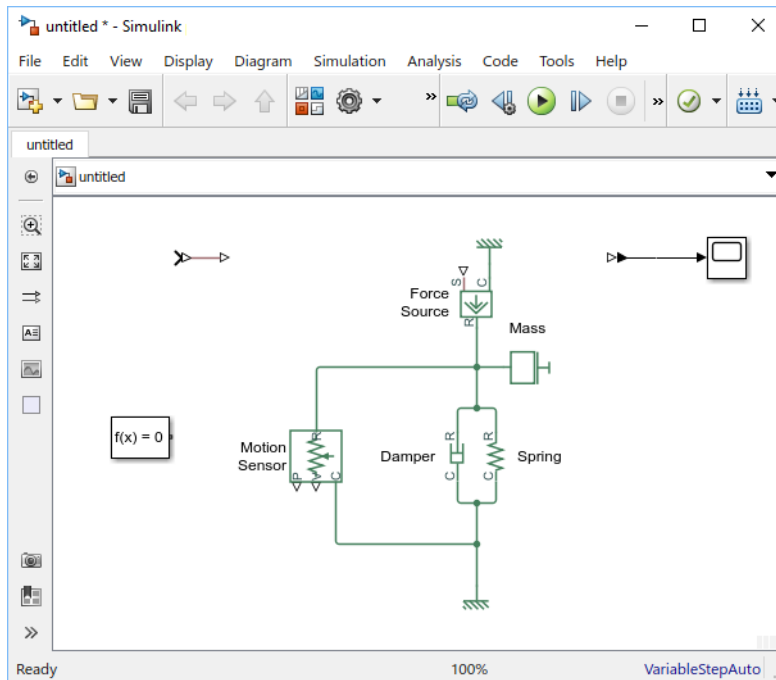 untitled * - Simulink
File Edit View Display Diagram Simulation Analysis Code Tools Help
» »
untitled
untitled
S C
Force
Source
R
Mass
f(x) = 0
Motion
Sensor
R
P V C
Damper
R R
C C
Spring
A
»
Ready 100% VariableStepAuto